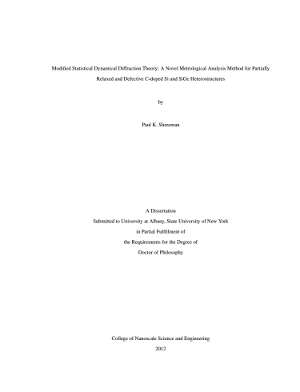 Modified Statistical Dynamical Diffraction Theory: A Novel Metrological Analysis Method for Partially
Relaxed and Defective C-doped Si and SiGe Heterostructures
by
Paul K. Shreeman
A Dissertation
Submitted to University at Albany, State University of New York
in Partial Fulfillment of
the Requirements for the Degree of
Doctor of Philosophy
College of Nanoscale Science and Engineering
2012